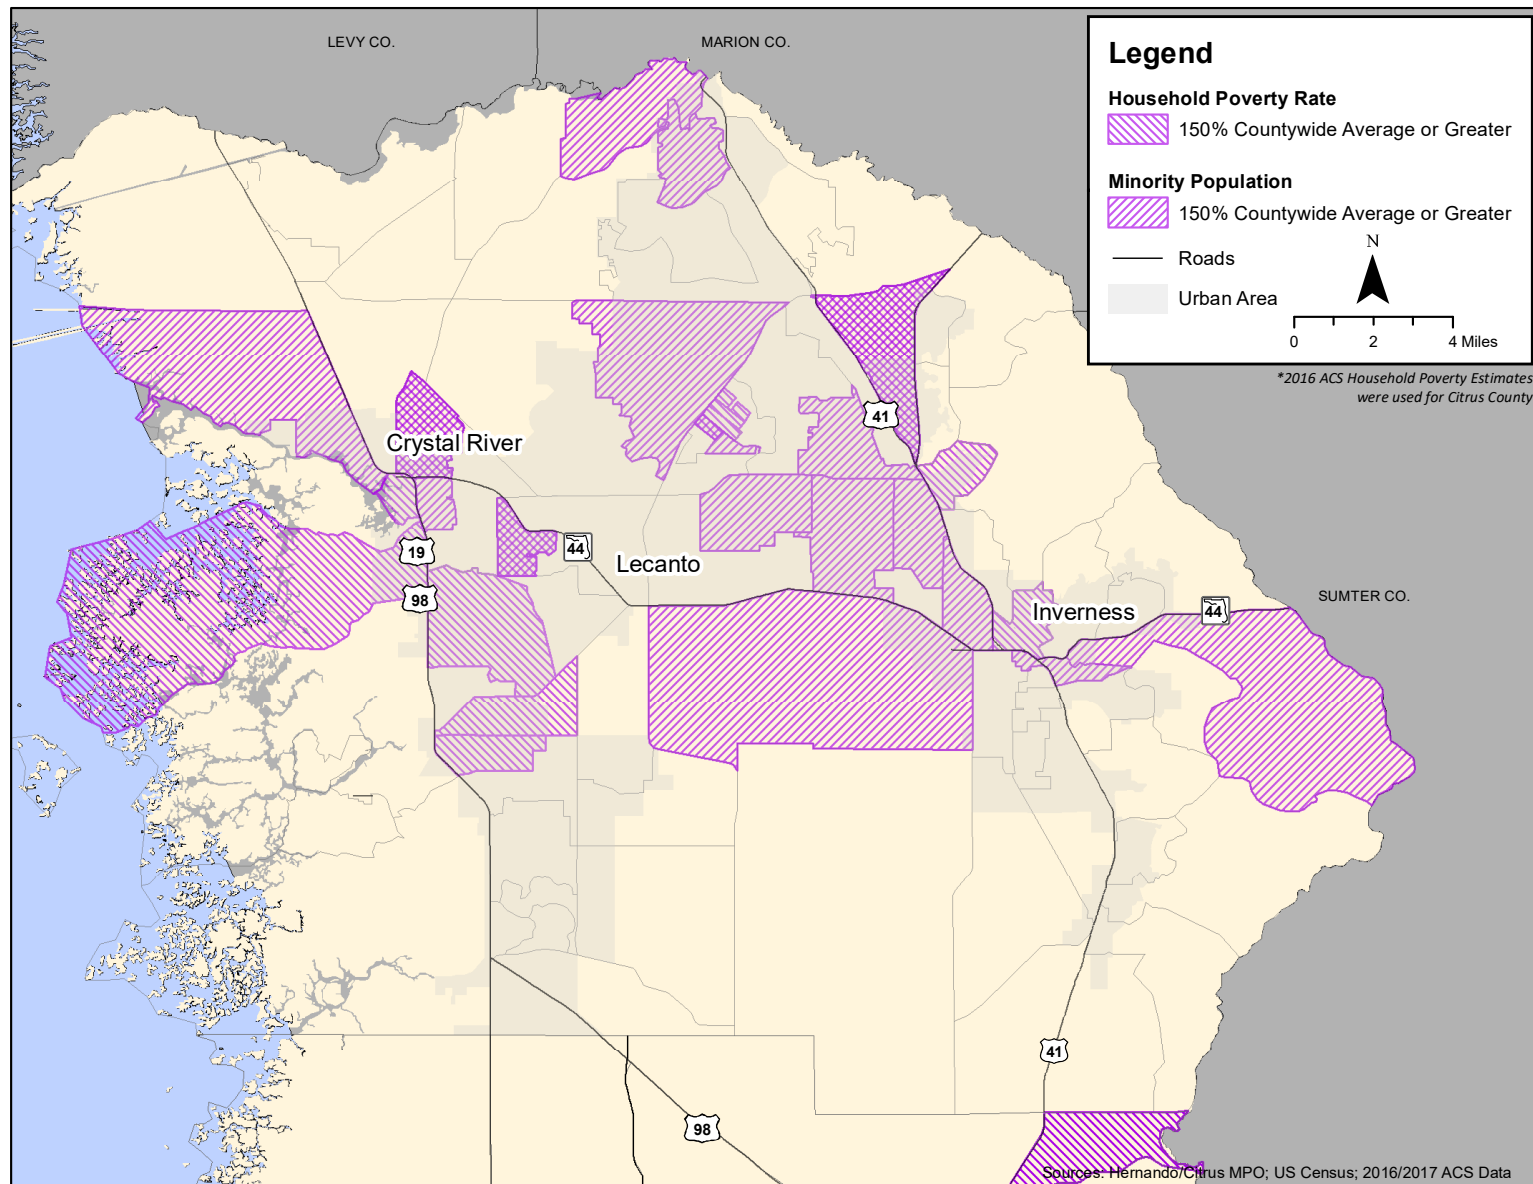 LEVY CO.
MARION CO.
Legend
Household Poverty Rate
150% Countywide Average or Greater
Minority Population
150% Countywide Average or Greater
Roads
Urban Area
N
0 2 4 Miles
*2016 ACS Household Poverty Estimates
were used for Citrus County
41
Crystal River
19
44
Lecanto
98
Inverness
44
SUMTER CO.
41
98
Sources: Hernando/Citrus MPO; US Census; 2016/2017 ACS Data